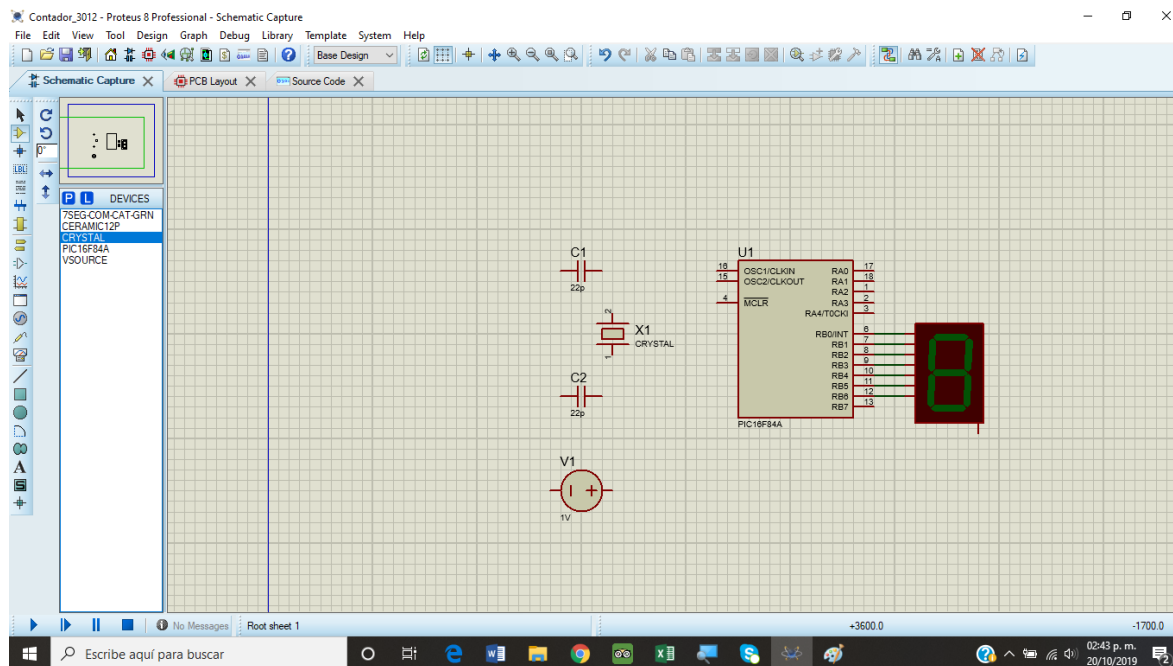 Contador_3012 - Proteus 8 Professional - Schematic Capture
File Edit View Tool Design Graph Debug Library Template System Help
Base Design
Schematic Capture PCB Layout Source Code
0°
LBL
P L DEVICES
7SEG-COM-CAT-GRN
CERAMIC12P
CRYSTAL
PIC16F84A
VSOURCE
A
S
C1
22p
2
X1
CRYSTAL
1
C2
22p
V1
1V
U1
16 OSC1/CLKIN RA0 17
15 OSC2/CLKOUT RA1 18
RA2 1
4 MCLR RA3 2
RA4/T0CKI 3
RB0/INT 6
RB1 7
RB2 8
RB3 9
RB4 10
RB5 11
RB6 12
RB7 13
PIC16F84A
No Messages Root sheet 1 +3600.0 -1700.0
Escribe aquí para buscar
02:43 p. m.
20/10/2019
2